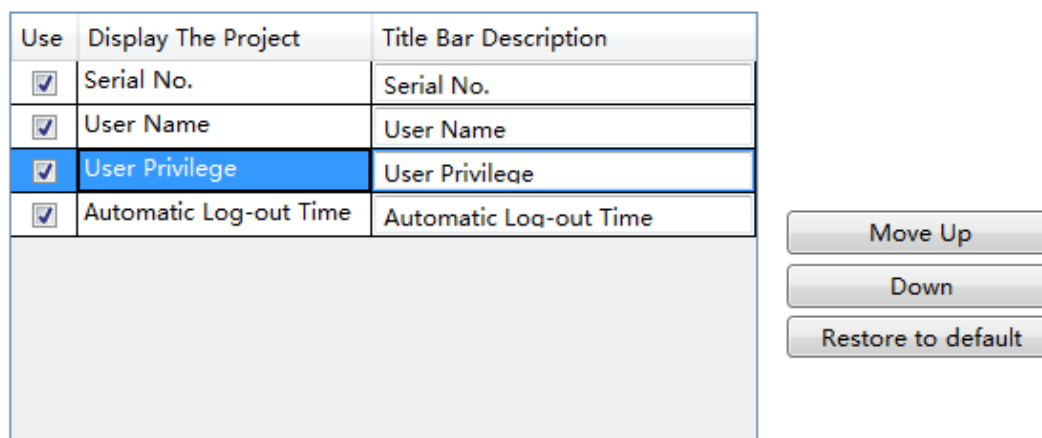 Use Display The Project Title Bar Description
Serial No. Serial No.
User Name User Name
User Privilege User Privilege
Automatic Log-out Time Automatic Log-out Time
Move Up
Down
Restore to default